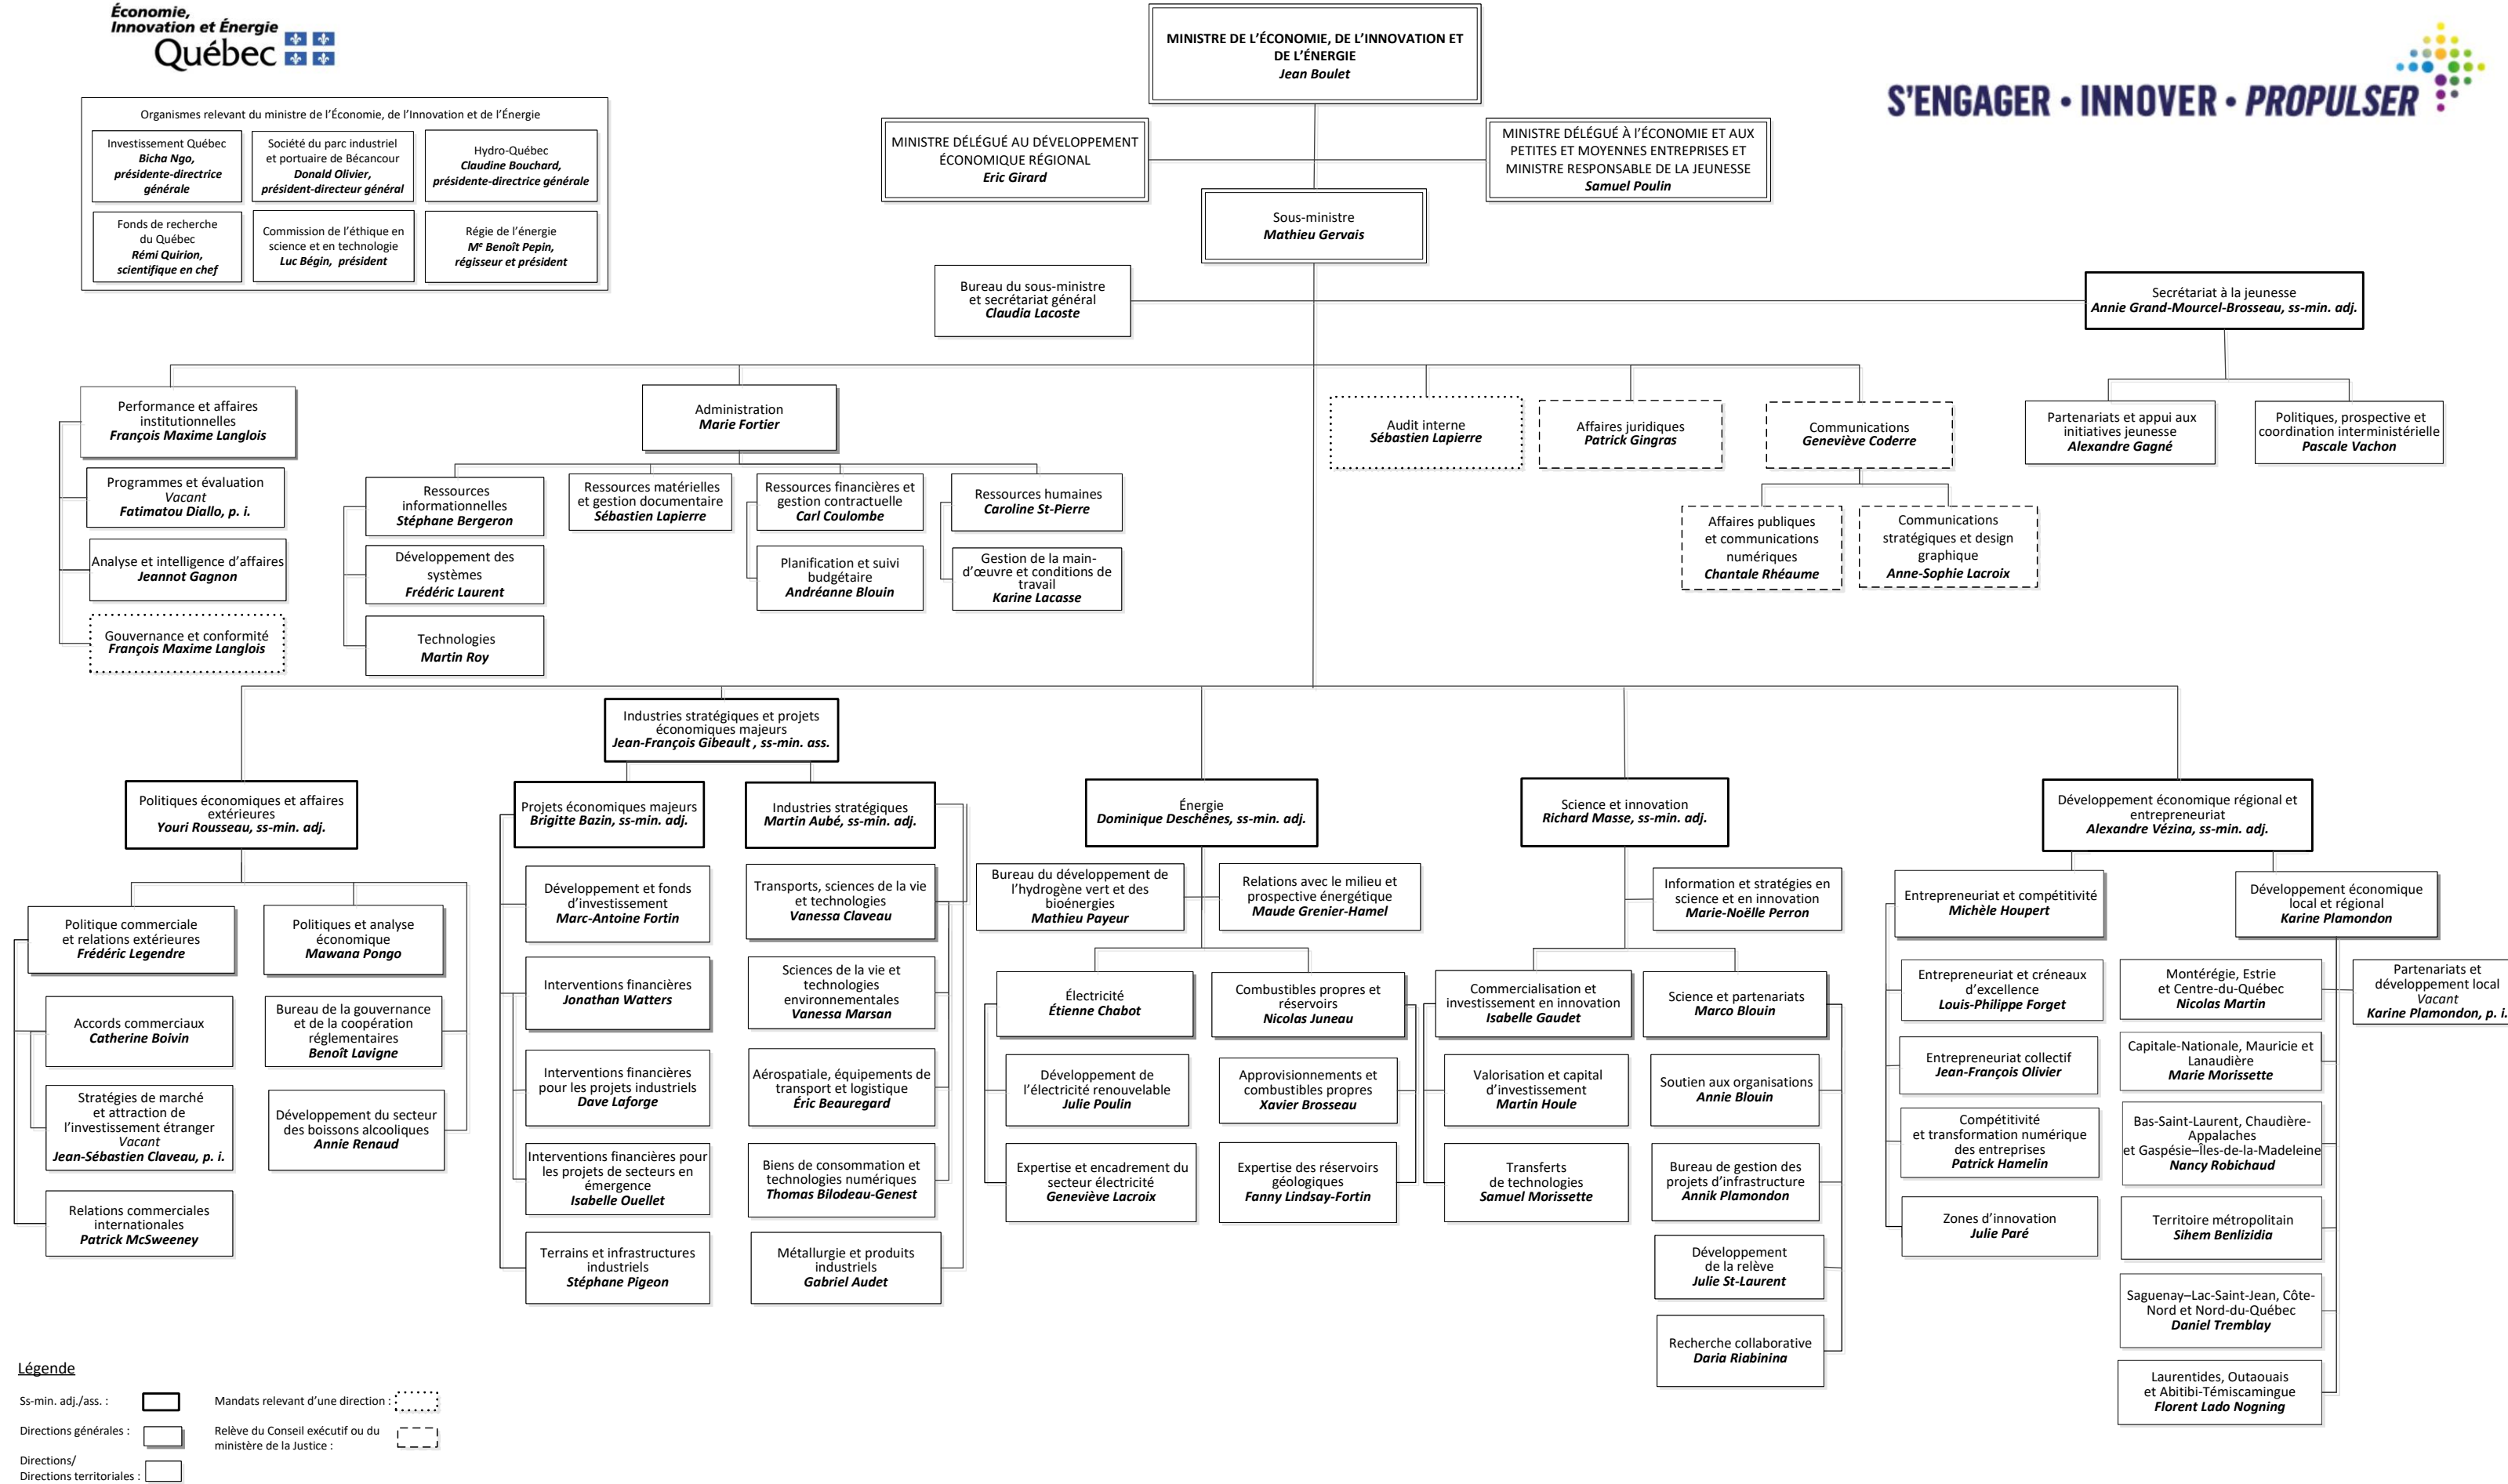 Économie,
Innovation et Énergie
Québec
MINISTRE DE L'ÉCONOMIE, DE L'INNOVATION ET
DE L'ÉNERGIE
Jean Boulet
S'ENGAGER • INNOVER • PROPULSER
Organismes relevant du ministre de l'Économie, de l'Innovation et de l'Énergie
Investissement Québec
Bicha Ngo,
présidente-directrice
générale
Société du parc industriel
et portuaire de Bécancour
Donald Olivier,
président-directeur général
Hydro-Québec
Claudine Bouchard,
présidente-directrice générale
Fonds de recherche
du Québec
Rémi Quirion,
scientifique en chef
Commission de l'éthique en
science et en technologie
Luc Bégin, président
Régie de l'énergie
Me Benoît Pepin,
régisseur et président
MINISTRE DÉLÉGUÉ AU DÉVELOPPEMENT
ÉCONOMIQUE RÉGIONAL
Eric Girard
MINISTRE DÉLÉGUÉ À l'ÉCONOMIE ET AUX
PETITES ET MOYENNES ENTREPRISES ET
MINISTRE RESPONSABLE DE LA JEUNESSE
Samuel Poulin
Sous-ministre
Mathieu Gervais
Bureau du sous-ministre
et secrétariat général
Claudia Lacoste
Secrétariat à la jeunesse
Annie Grand-Mourcel-Brosseau, ss-min. adj.
Performance et affaires
institutionnelles
François Maxime Langlois
Programmes et évaluation
Vacant
Fatimatou Diallo, p. i.
Analyse et intelligence d'affaires
Jeannot Gagnon
Gouvernance et conformité
François Maxime Langlois
Administration
Marie Fortier
Ressources
informationnelles
Stéphane Bergeron
Développement des
systèmes
Frédéric Laurent
Technologies
Martin Roy
Ressources matérielles
et gestion documentaire
Sébastien Lapierre
Ressources financières et
gestion contractuelle
Carl Coulombe
Planification et suivi
budgétaire
Andréanne Blouin
Ressources humaines
Caroline St-Pierre
Gestion de la main-
d'œuvre et conditions de
travail
Karine Lacasse
Audit interne
Sébastien Lapierre
Affaires juridiques
Patrick Gingras
Communications
Geneviève Coderre
Affaires publiques
et communications
numériques
Chantale Rhéaume
Communications
stratégiques et design
graphique
Anne-Sophie Lacroix
Partenariats et appui aux
initiatives jeunesse
Alexandre Gagné
Politiques, prospective et
coordination interministérielle
Pascale Vachon
Politiques économiques et affaires
extérieures
Youri Rousseau, ss-min. adj.
Politique commerciale
et relations extérieures
Frédéric Legendre
Accords commerciaux
Catherine Boivin
Stratégies de marché
et attraction de
l'investissement étranger
Vacant
Jean-Sébastien Claveau, p. i.
Relations commerciales
internationales
Patrick McSweeney
Politiques et analyse
économique
Mawana Pongo
Bureau de la gouvernance
et de la coopération
réglementaires
Benoît Lavigne
Développement du secteur
des boissons alcooliques
Annie Renaud
Industries stratégiques et projets
économiques majeurs
Jean-François Gibeault , ss-min. ass.
Projets économiques majeurs
Brigitte Bazin, ss-min. adj.
Développement et fonds
d'investissement
Marc-Antoine Fortin
Interventions financières
Jonathan Watters
Interventions financières
pour les projets industriels
Dave Laforge
Interventions financières pour
les projets de secteurs en
émergence
Isabelle Ouellet
Terrains et infrastructures
industriels
Stéphane Pigeon
Industries stratégiques
Martin Aubé, ss-min. adj.
Transports, sciences de la vie
et technologies
Vanessa Claveau
Sciences de la vie et
technologies
environnementales
Vanessa Marsan
Aérospatiale, équipements de
transport et logistique
Éric Beauregard
Biens de consommation et
technologies numériques
Thomas Bilodeau-Genest
Métallurgie et produits
industriels
Gabriel Audet
Énergie
Dominique Deschênes, ss-min. adj.
Bureau du développement de
l'hydrogène vert et des
bioénergies
Mathieu Payeur
Relations avec le milieu et
prospective énergétique
Maude Grenier-Hamel
Électricité
Étienne Chabot
Développement de
l'électricité renouvelable
Julie Poulin
Expertise et encadrement du
secteur électricité
Geneviève Lacroix
Combustibles propres et
réservoirs
Nicolas Juneau
Approvisionnements et
combustibles propres
Xavier Brosseau
Expertise des réservoirs
géologiques
Fanny Lindsay-Fortin
Science et innovation
Richard Masse, ss-min. adj.
Information et stratégies en
science et en innovation
Marie-Noëlle Perron
Commercialisation et
investissement en innovation
Isabelle Gaudet
Valorisation et capital
d'investissement
Martin Houle
Transferts
de technologies
Samuel Morissette
Science et partenariats
Marco Blouin
Soutien aux organisations
Annie Blouin
Bureau de gestion des
projets d'infrastructure
Annik Plamondon
Développement
de la relève
Julie St-Laurent
Recherche collaborative
Daria Riabinina
Développement économique régional et
entrepreneuriat
Alexandre Vézina, ss-min. adj.
Entrepreneuriat et compétitivité
Michèle Houpert
Entrepreneuriat et créneaux
d'excellence
Louis-Philippe Forget
Entrepreneuriat collectif
Jean-François Olivier
Compétitivité
et transformation numérique
des entreprises
Patrick Hamelin
Zones d'innovation
Julie Paré
Développement économique
local et régional
Karine Plamondon
Montérégie, Estrie
et Centre-du-Québec
Nicolas Martin
Partenariats et
développement local
Vacant
Karine Plamondon, p. i.
Capitale-Nationale, Mauricie et
Lanaudière
Marie Morissette
Bas-Saint-Laurent, Chaudière-
Appalaches
et Gaspésie–Îles-de-la-Madeleine
Nancy Robichaud
Territoire métropolitain
Sihem Benlizidia
Saguenay–Lac-Saint-Jean, Côte-
Nord et Nord-du-Québec
Daniel Tremblay
Laurentides, Outaouais
et Abitibi-Témiscamingue
Florent Lado Nogning
Légende
Ss-min. adj./ass. :
Directions générales :
Directions/
Directions territoriales :
Mandats relevant d'une direction :
Relève du Conseil exécutif ou du
ministère de la Justice :